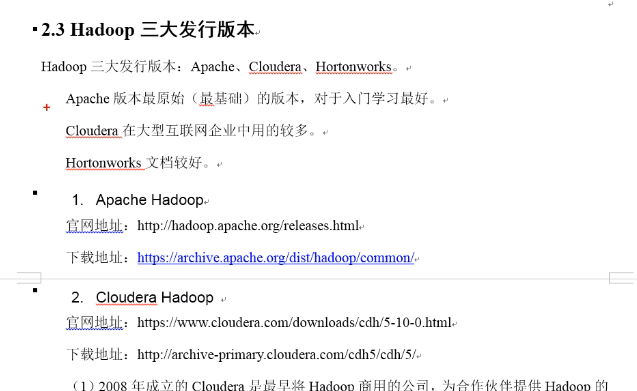 2.3 Hadoop 三大发行版本
Hadoop 三大发行版本：Apache、Cloudera、Hortonworks。
Apache 版本最原始（最基础）的版本，对于入门学习最好。
Cloudera 在大型互联网企业中用的较多。
Hortonworks 文档较好。
1. Apache Hadoop
官网地址：http://hadoop.apache.org/releases.html
下载地址：https://archive.apache.org/dist/hadoop/common/
2. Cloudera Hadoop
官网地址：https://www.cloudera.com/downloads/cdh/5-10-0.html
下载地址：http://archive-primary.cloudera.com/cdh5/cdh/5/
（1）2008 年成立的 Cloudera 是最早将 Hadoop 商用的公司，为合作伙伴提供 Hadoop 的